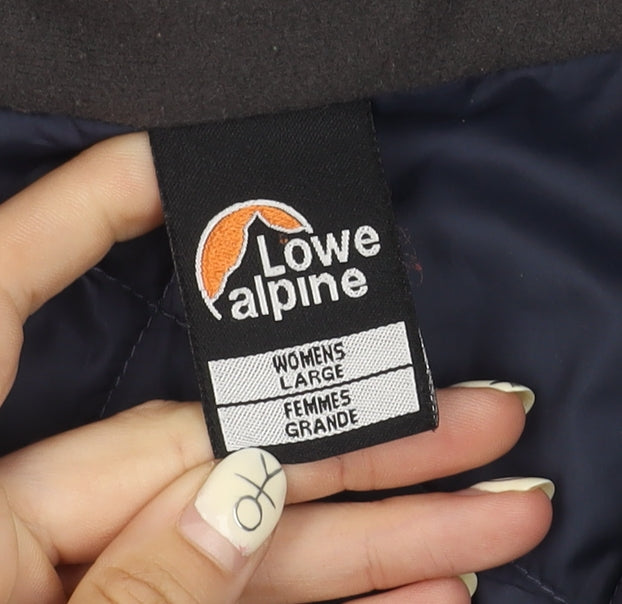 Lowe
alpine
WOMENS
LARGE
FEMMES
GRANDE